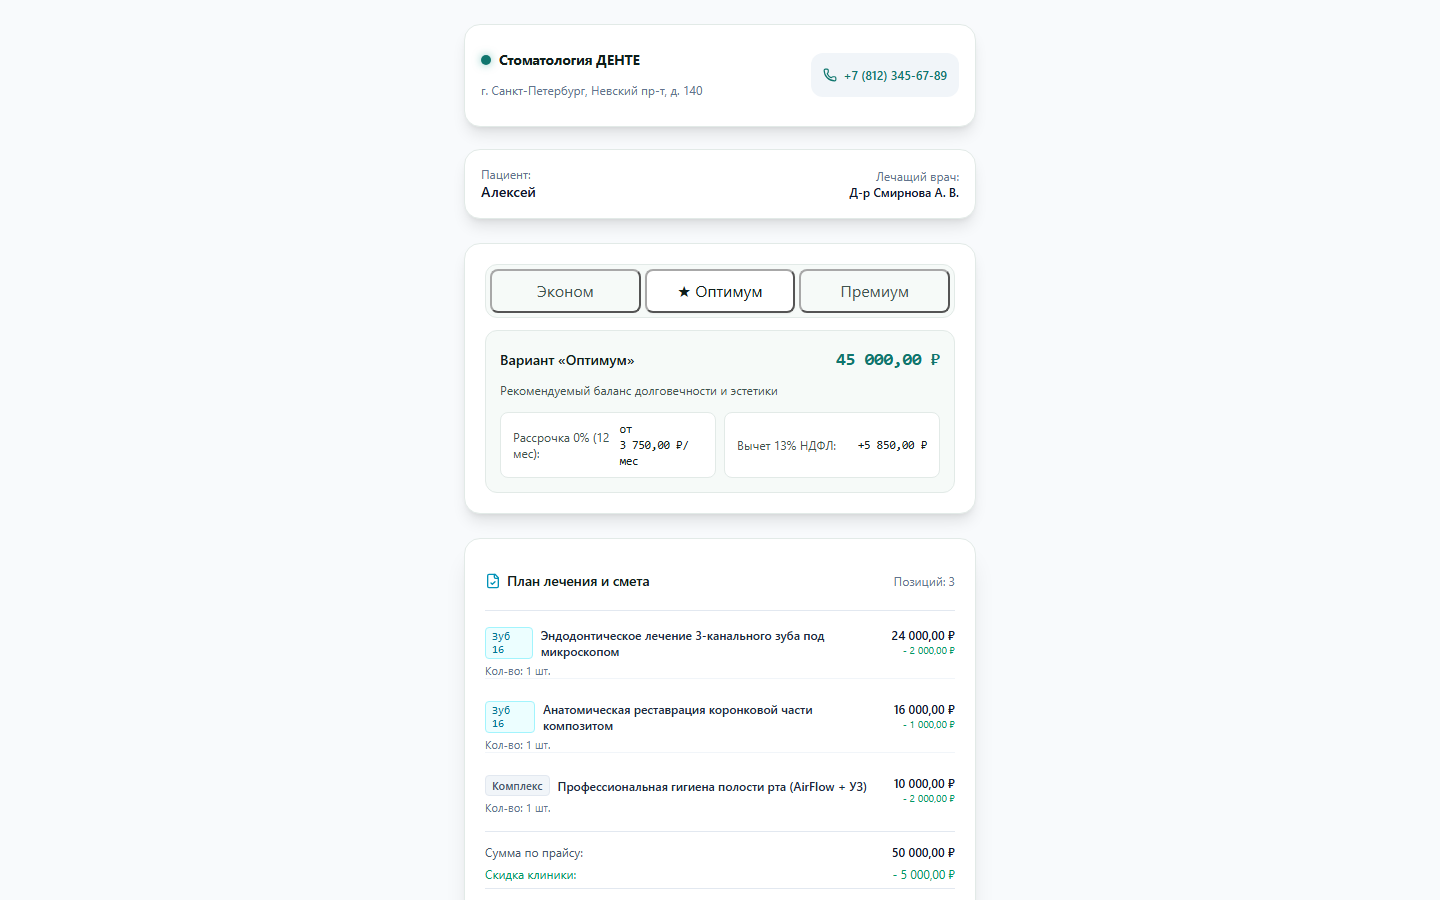 Стоматология ДЕНТЕ
г. Санкт-Петербург, Невский пр-т, д. 140
+7 (812) 345-67-89
Пациент:
Алексей
Лечащий врач:
Д-р Смирнова А. В.
Эконом
★ Оптимум
Премиум
Вариант «Оптимум»
45 000,00 ₽
Рекомендуемый баланс долговечности и эстетики
Рассрочка 0% (12
мес):
от
3 750,00 ₽/
мес
Вычет 13% НДФЛ:
+5 850,00 ₽
План лечения и смета
Позиций: 3
Зуб
16
Эндодонтическое лечение 3-канального зуба под
микроскопом
24 000,00 ₽
- 2 000,00 ₽
Кол-во: 1 шт.
Зуб
16
Анатомическая реставрация коронковой части
композитом
16 000,00 ₽
- 1 000,00 ₽
Кол-во: 1 шт.
Комплекс
Профессиональная гигиена полости рта (AirFlow + УЗ)
10 000,00 ₽
- 2 000,00 ₽
Кол-во: 1 шт.
Сумма по прайсу:
50 000,00 ₽
Скидка клиники:
- 5 000,00 ₽